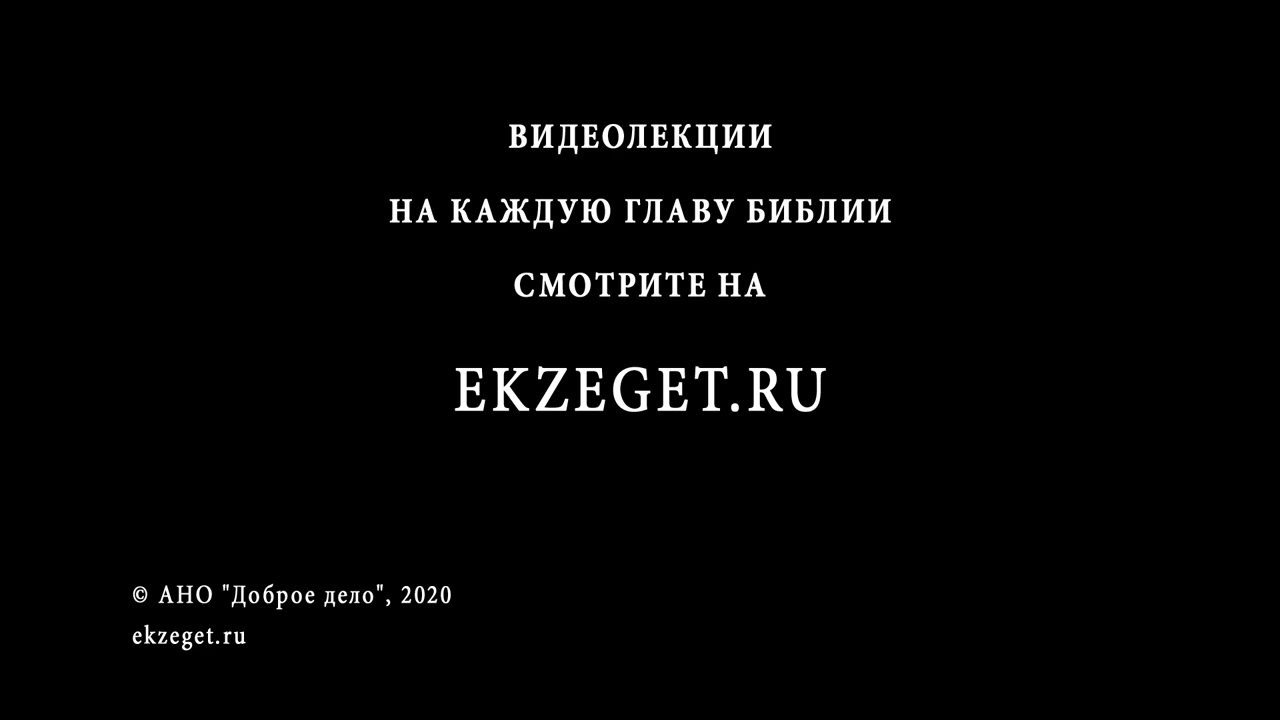 ВИДЕОЛЕКЦИИ
НА КАЖДУЮ ГЛАВУ БИБЛИИ
СМОТРИТЕ НА
EKZEGET.RU
© АНО "Доброе дело", 2020
ekzeget.ru